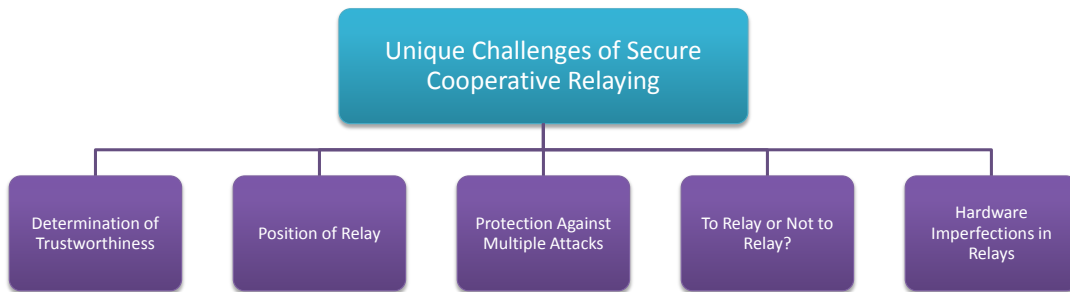 Unique Challenges of Secure
Cooperative Relaying
Determination of
Trustworthiness
Position of Relay
Protection Against
Multiple Attacks
To Relay or Not to
Relay?
Hardware
Imperfections in
Relays